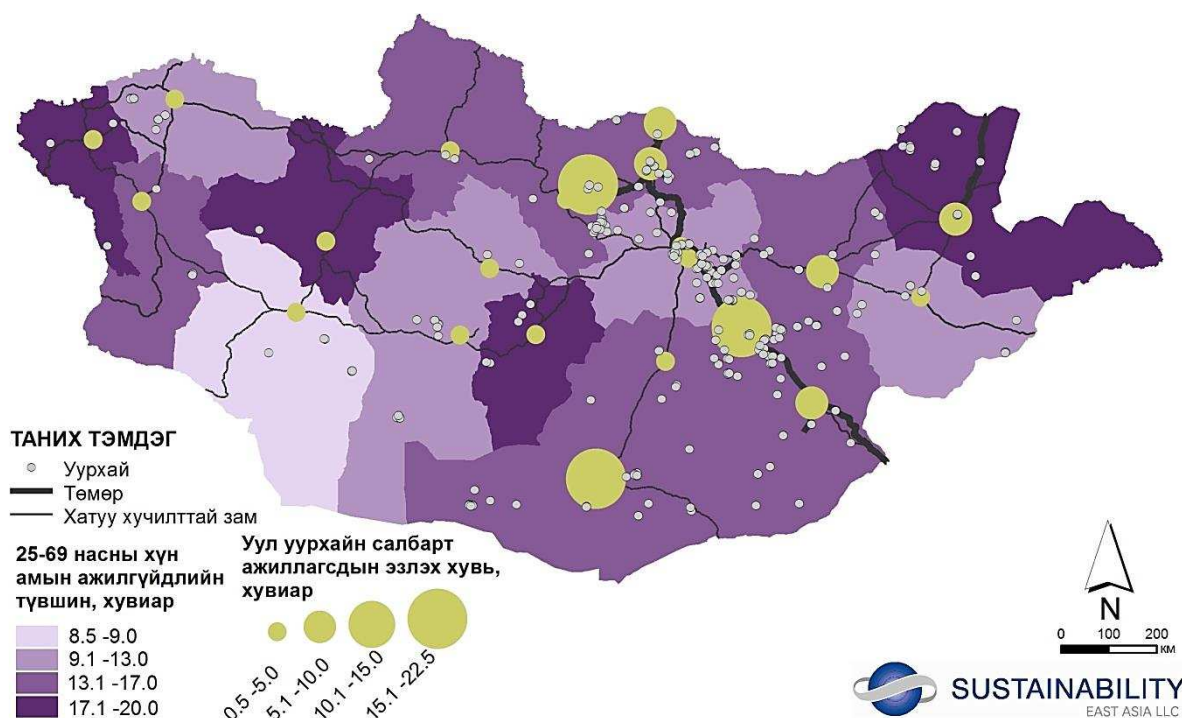 ТАНИХ ТЭМДЭГ
Уурхай
Төмөр
Хатуу хучилттай зам
25-69 насны хүн
амын ажилгүйдлийн
түвшин, хувиар
8.5 -9.0
9.1 -13.0
13.1 -17.0
17.1 -20.0
Уул уурхайн салбарт
ажиллагсдын эзлэх хувь,
хувиар
0.5 -5.0
5.1 -10.0
10.1 -15.0
15.1 -22.5
N
0 100 200
км
SUSTAINABILITY
EAST ASIA LLC